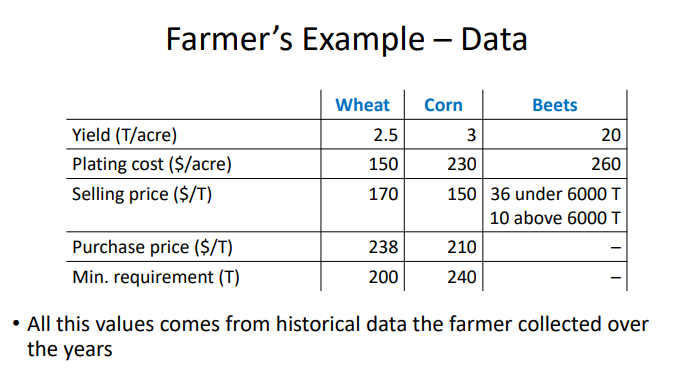 Farmer's Example – Data
Wheat Corn Beets
Yield (T/acre) 2.5 3 20
Plating cost ($/acre) 150 230 260
Selling price ($/T) 170 150 36 under 6000 T
10 above 6000 T
Purchase price ($/T) 238 210 –
Min. requirement (T) 200 240 –
• All this values comes from historical data the farmer collected over
the years